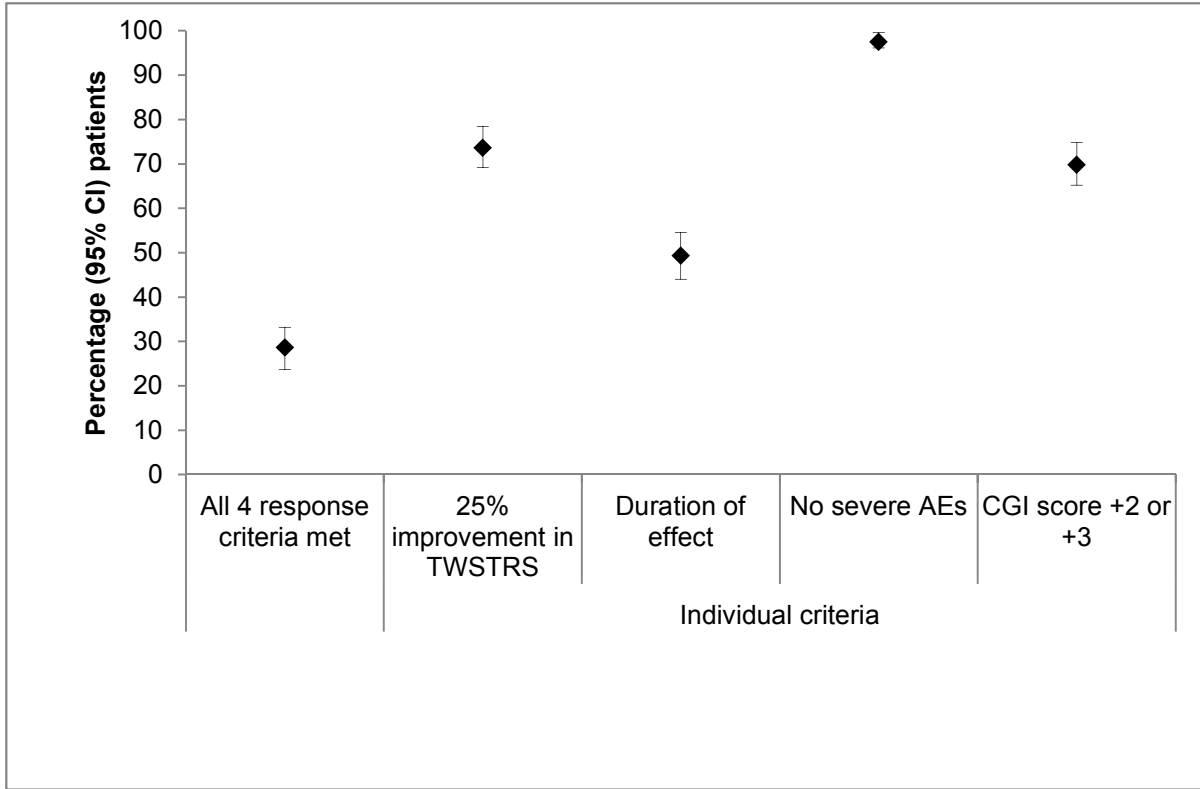 Percentage (95% CI) patients
100
90
80
70
60
50
40
30
20
10
0
All 4 response
criteria met
25%
improvement in
TWSTRS
Duration of
effect
No severe AEs
CGI score +2 or
+3
Individual criteria